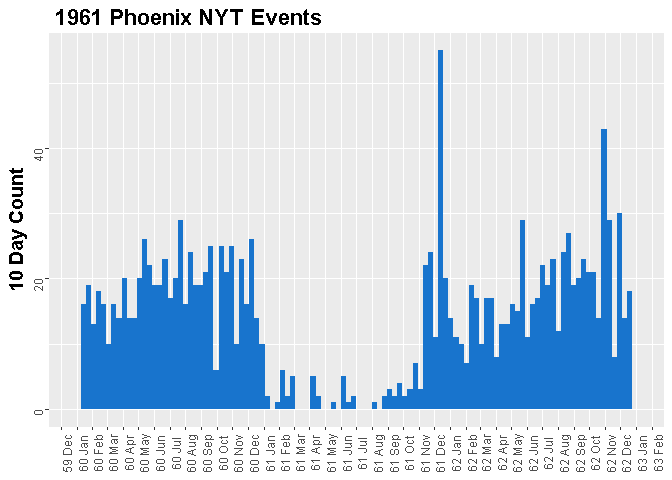 1961 Phoenix NYT Events
10 Day Count
40
20
0
59 Dec
60 Jan
60 Feb
60 Mar
60 Apr
60 May
60 Jun
60 Jul
60 Aug
60 Sep
60 Oct
60 Nov
60 Dec
61 Jan
61 Feb
61 Mar
61 Apr
61 May
61 Jun
61 Jul
61 Aug
61 Sep
61 Oct
61 Nov
61 Dec
62 Jan
62 Feb
62 Mar
62 Apr
62 May
62 Jun
62 Jul
62 Aug
62 Sep
62 Oct
62 Nov
62 Dec
63 Jan
63 Feb